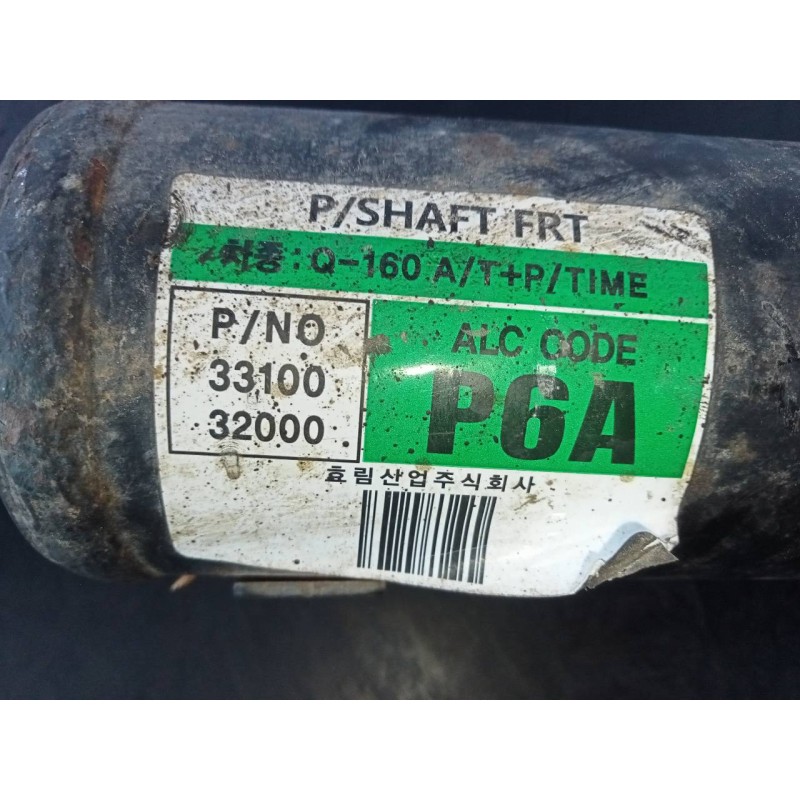 P/SHAFT FRT
차종 : Q-160 A/T+P/TIME
P/NO
33100
32000
ALC CODE
P6A
효림산업주식회사